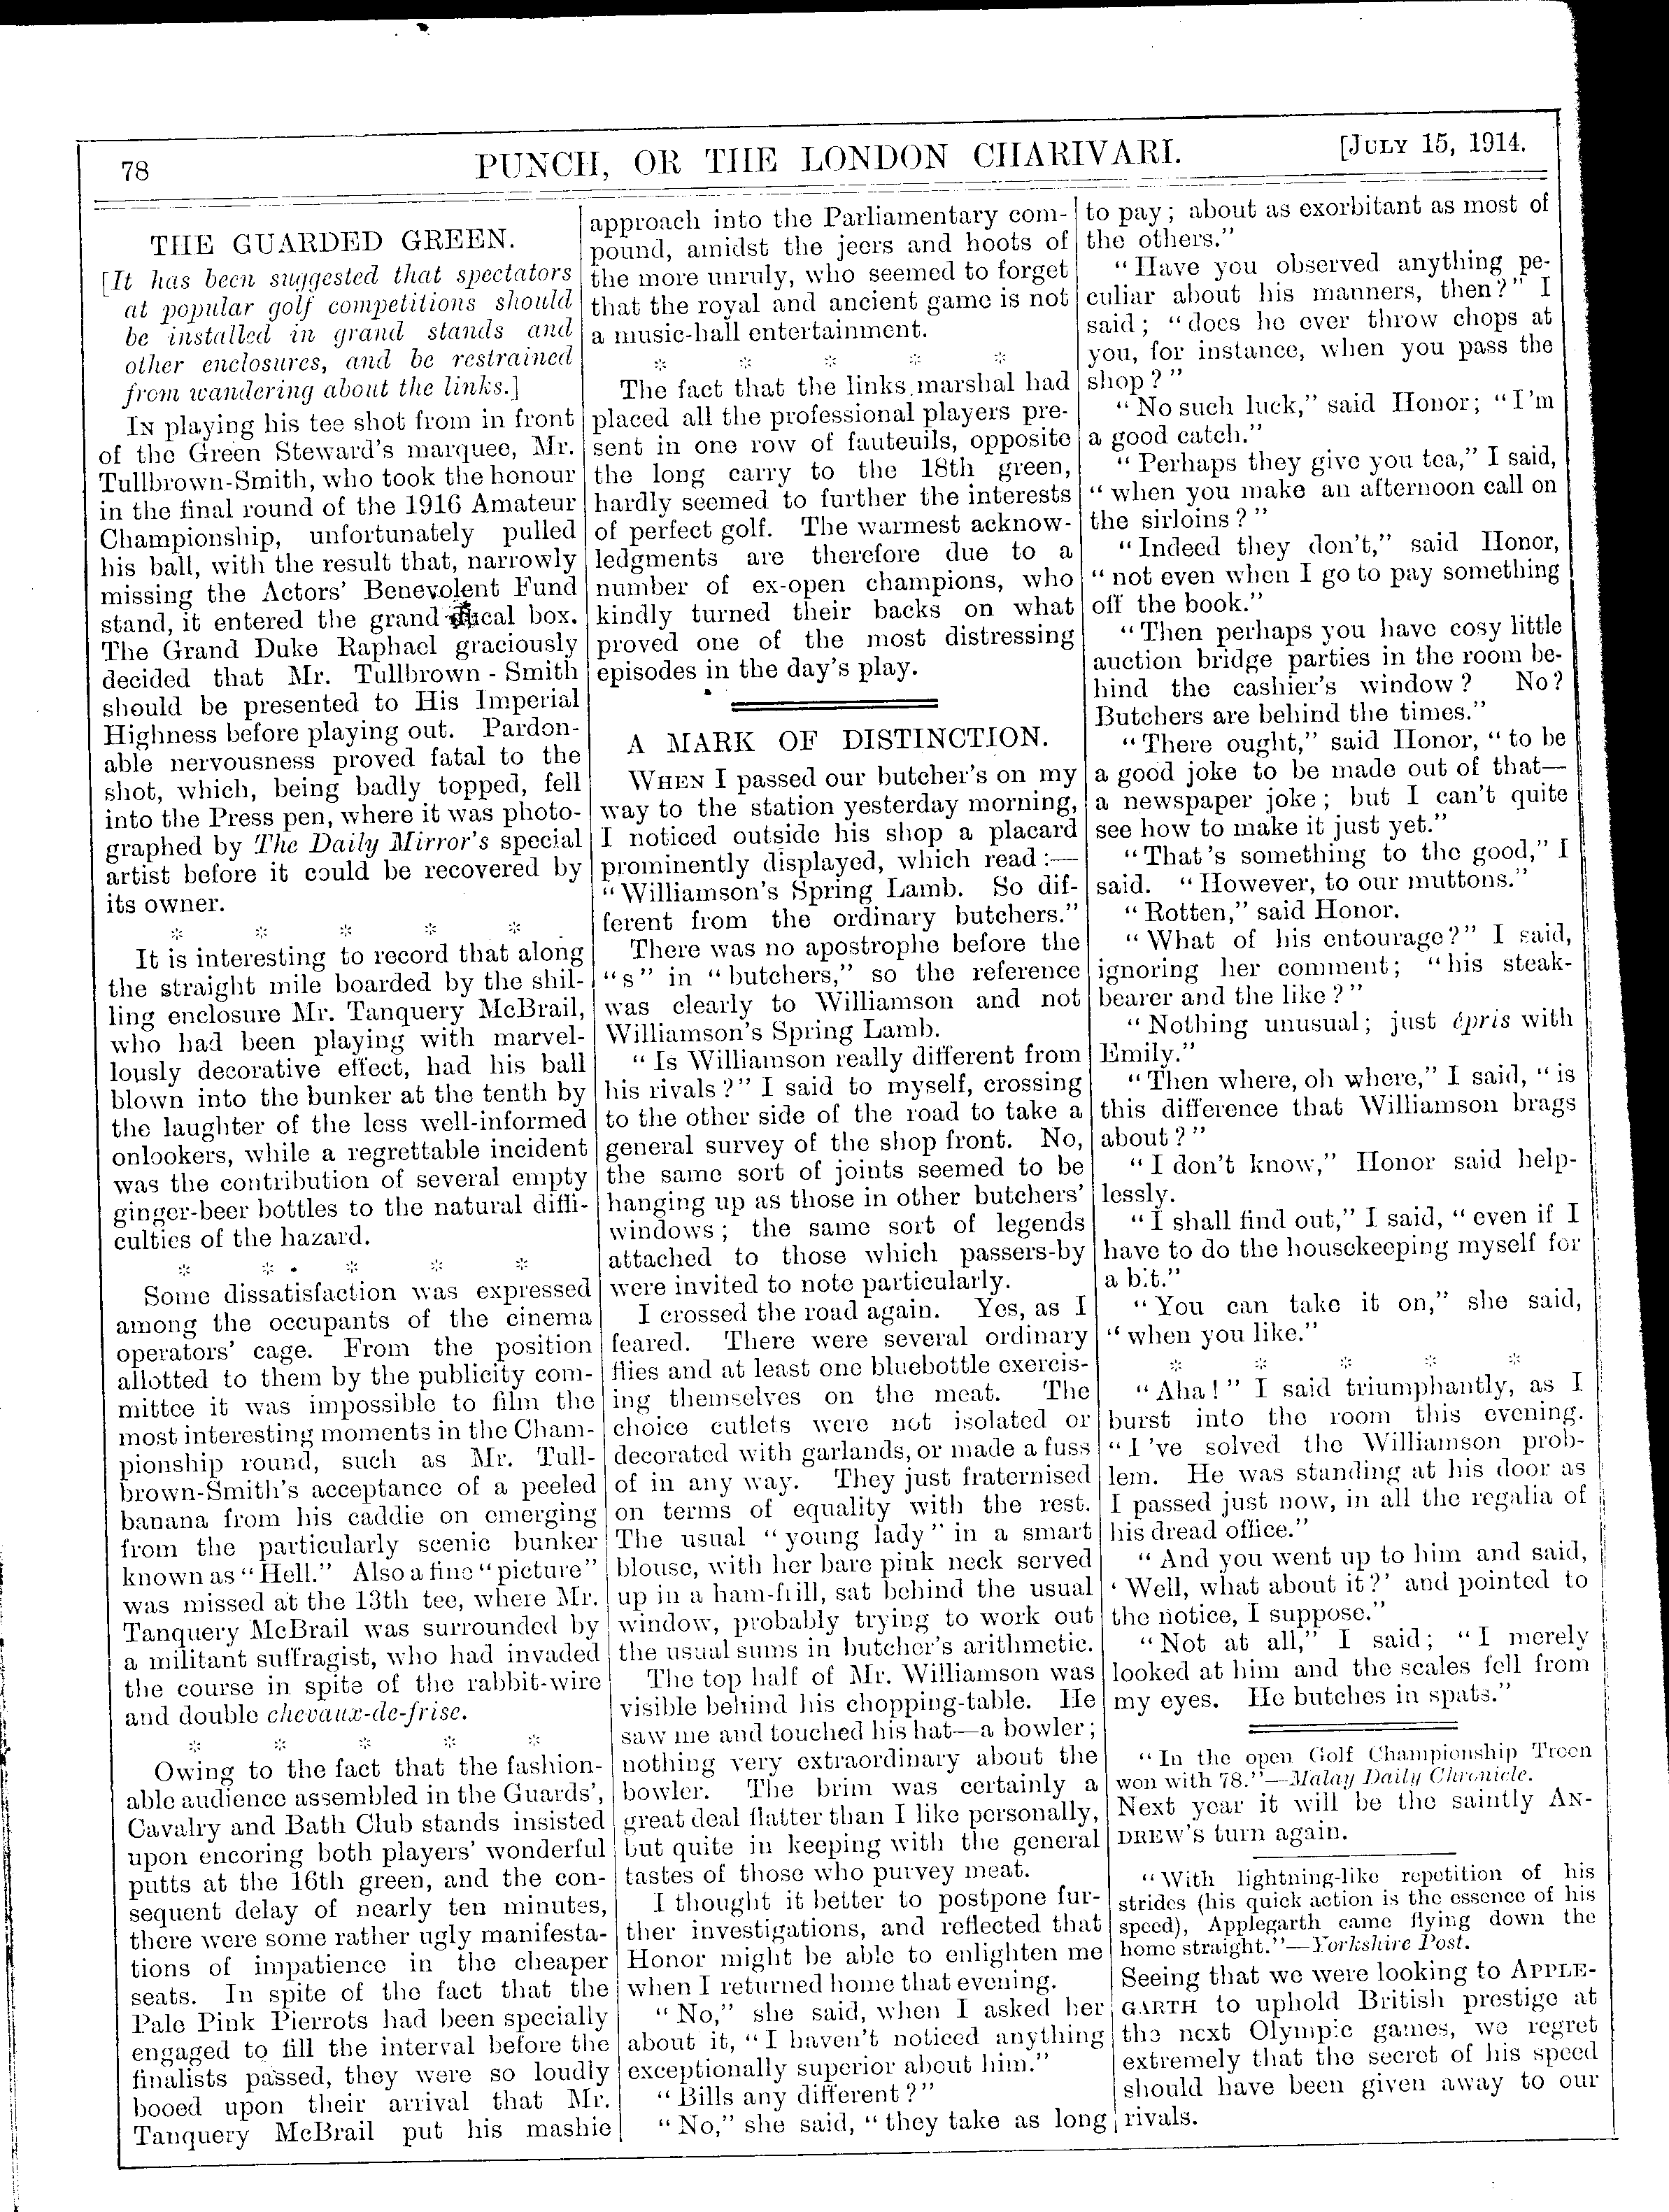 78
PUNCH, OR THE LONDON CHARIVARI.
[JULY 15, 1914.
THE GUARDED GREEN.
[It has been suggested that spectators
at popular golf competitions should
be installed in grand stands and
other enclosures, and be restrained
from wandering about the links.]
IN playing his tee shot from in front
of the Green Steward's marquee, Mr.
Tullbrown-Smith, who took the honour
in the final round of the 1916 Amateur
Championship, unfortunately pulled
his ball, with the result that, narrowly
missing the Actors' Benevolent Fund
stand, it entered the grand ducal box.
The Grand Duke Raphael graciously
decided that Mr. Tullbrown-Smith
should be presented to His Imperial
Highness before playing out. Pardon-
able nervousness proved fatal to the
shot, which, being badly topped, fell
into the Press pen, where it was photo-
graphed by The Daily Mirror's special
artist before it could be recovered by
its owner.
* * * * *
It is interesting to record that along
the straight mile boarded by the shil-
ling enclosure Mr. Tanquery McBrail,
who had been playing with marvel-
lously decorative effect, had his ball
blown into the bunker at the tenth by
the laughter of the less well-informed
onlookers, while a regrettable incident
was the contribution of several empty
ginger-beer bottles to the natural diffi-
culties of the hazard.
* * * * *
Some dissatisfaction was expressed
among the occupants of the cinema
operators' cage. From the position
allotted to them by the publicity com-
mittee it was impossible to film the
most interesting moments in the Cham-
pionship round, such as Mr. Tull-
brown-Smith's acceptance of a peeled
banana from his caddie on emerging
from the particularly scenic bunker
known as "Hell." Also a fine "picture"
was missed at the 13th tee, where Mr.
Tanquery McBrail was surrounded by
a militant suffragist, who had invaded
the course in spite of the rabbit-wire
and double chevaux-de-frise.
* * * * *
Owing to the fact that the fashion-
able audience assembled in the Guards',
Cavalry and Bath Club stands insisted
upon encoring both players' wonderful
putts at the 16th green, and the con-
sequent delay of nearly ten minutes,
there were some rather ugly manifesta-
tions of impatience in the cheaper
seats. In spite of the fact that the
Pale Pink Pierrots had been specially
engaged to fill the interval before the
finalists passed, they were so loudly
booed upon their arrival that Mr.
Tanquery McBrail put his mashie
approach into the Parliamentary com-
pound, amidst the jeers and hoots of
the more unruly, who seemed to forget
that the royal and ancient game is not
a music-hall entertainment.
* * * * *
The fact that the links marshal had
placed all the professional players pre-
sent in one row of fauteuils, opposite
the long carry to the 18th green,
hardly seemed to further the interests
of perfect golf. The warmest acknow-
ledgments are therefore due to a
number of ex-open champions, who
kindly turned their backs on what
proved one of the most distressing
episodes in the day's play.
A MARK OF DISTINCTION.
WHEN I passed our butcher's on my
way to the station yesterday morning,
I noticed outside his shop a placard
prominently displayed, which read:—
"Williamson's Spring Lamb. So dif-
ferent from the ordinary butchers."
There was no apostrophe before the
"s" in "butchers," so the reference
was clearly to Williamson and not
Williamson's Spring Lamb.
"Is Williamson really different from
his rivals?" I said to myself, crossing
to the other side of the road to take a
general survey of the shop front. No,
the same sort of joints seemed to be
hanging up as those in other butchers'
windows; the same sort of legends
attached to those which passers-by
were invited to note particularly.
I crossed the road again. Yes, as I
feared. There were several ordinary
flies and at least one bluebottle exercis-
ing themselves on the meat. The
choice cutlets were not isolated or
decorated with garlands, or made a fuss
of in any way. They just fraternised
on terms of equality with the rest.
The usual "young lady" in a smart
blouse, with her bare pink neck served
up in a ham-frill, sat behind the usual
window, probably trying to work out
the usual sums in butcher's arithmetic.
The top half of Mr. Williamson was
visible behind his chopping-table. He
saw me and touched his hat—a bowler;
nothing very extraordinary about the
bowler. The brim was certainly a
great deal flatter than I like personally,
but quite in keeping with the general
tastes of those who purvey meat.
I thought it better to postpone fur-
ther investigations, and reflected that
Honor might be able to enlighten me
when I returned home that evening.
"No," she said, when I asked her
about it, "I haven't noticed anything
exceptionally superior about him."
"Bills any different?"
"No," she said, "they take as long
to pay; about as exorbitant as most of
the others."
"Have you observed anything pe-
culiar about his manners, then?" I
said; "does he ever throw chops at
you, for instance, when you pass the
shop?"
"No such luck," said Honor; "I'm
a good catch."
"Perhaps they give you tea," I said,
"when you make an afternoon call on
the sirloins?"
"Indeed they don't," said Honor,
"not even when I go to pay something
off the book."
"Then perhaps you have cosy little
auction bridge parties in the room be-
hind the cashier's window? No?
Butchers are behind the times."
"There ought," said Honor, "to be
a good joke to be made out of that—
a newspaper joke; but I can't quite
see how to make it just yet."
"That's something to the good," I
said. "However, to our muttons."
"Rotten," said Honor.
"What of his entourage?" I said,
ignoring her comment; "his steak-
bearer and the like?"
"Nothing unusual; just épris with
Emily."
"Then where, oh where," I said, "is
this difference that Williamson brags
about?"
"I don't know," Honor said help-
lessly.
"I shall find out," I said, "even if I
have to do the housekeeping myself for
a bit."
"You can take it on," she said,
"when you like."
* * * * *
"Aha!" I said triumphantly, as I
burst into the room this evening.
"I've solved the Williamson prob-
lem. He was standing at his door as
I passed just now, in all the regalia of
his dread office."
"And you went up to him and said,
'Well, what about it?' and pointed to
the notice, I suppose."
"Not at all," I said; "I merely
looked at him and the scales fell from
my eyes. He butches in spats."
"In the open Golf Championship Troon
won with 78."—Malay Daily Chronicle.
Next year it will be the saintly AN-
DREW'S turn again.
"With lightning-like repetition of his
strides (his quick action is the essence of his
speed), Applegarth came flying down the
home straight."—Yorkshire Post.
Seeing that we were looking to APPLE-
GARTH to uphold British prestige at
the next Olympic games, we regret
extremely that the secret of his speed
should have been given away to our
rivals.